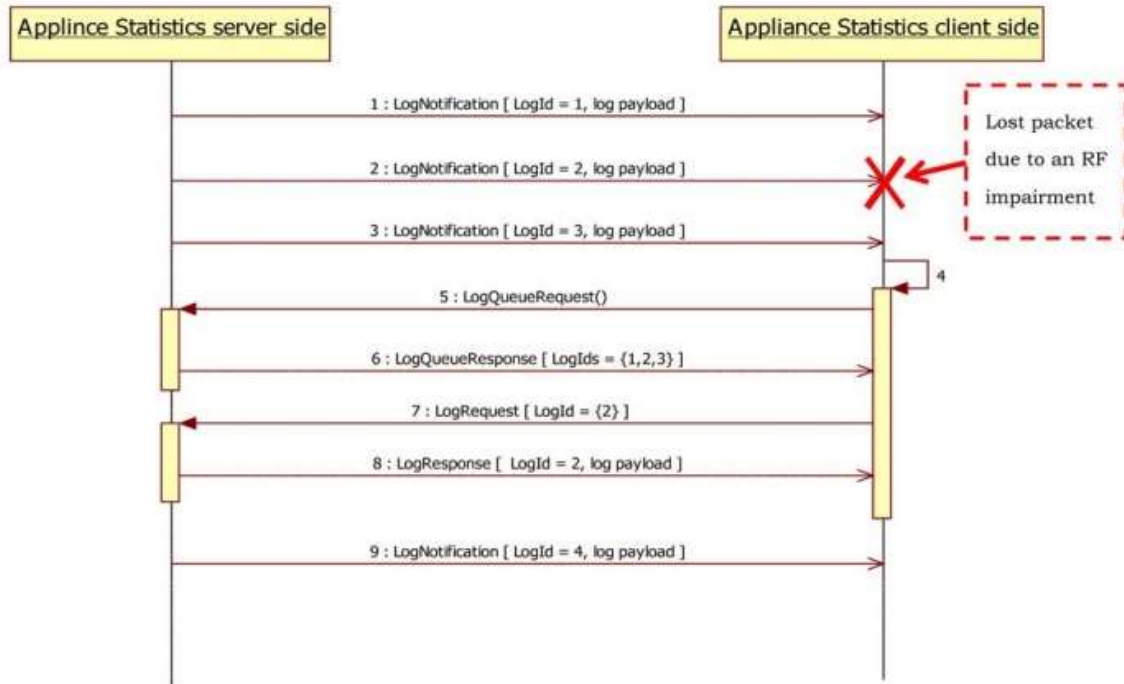 Applince Statistics server side
Appliance Statistics client side
1 : LogNotification [ LogId = 1, log payload ]
Lost packet
due to an RF
impairment
2 : LogNotification [ LogId = 2, log payload ]
3 : LogNotification [ LogId = 3, log payload ]
4
5 : LogQueueRequest()
6 : LogQueueResponse [ LogIds = {1,2,3} ]
7 : LogRequest [ LogId = {2} ]
8 : LogResponse [ LogId = 2, log payload ]
9 : LogNotification [ LogId = 4, log payload ]